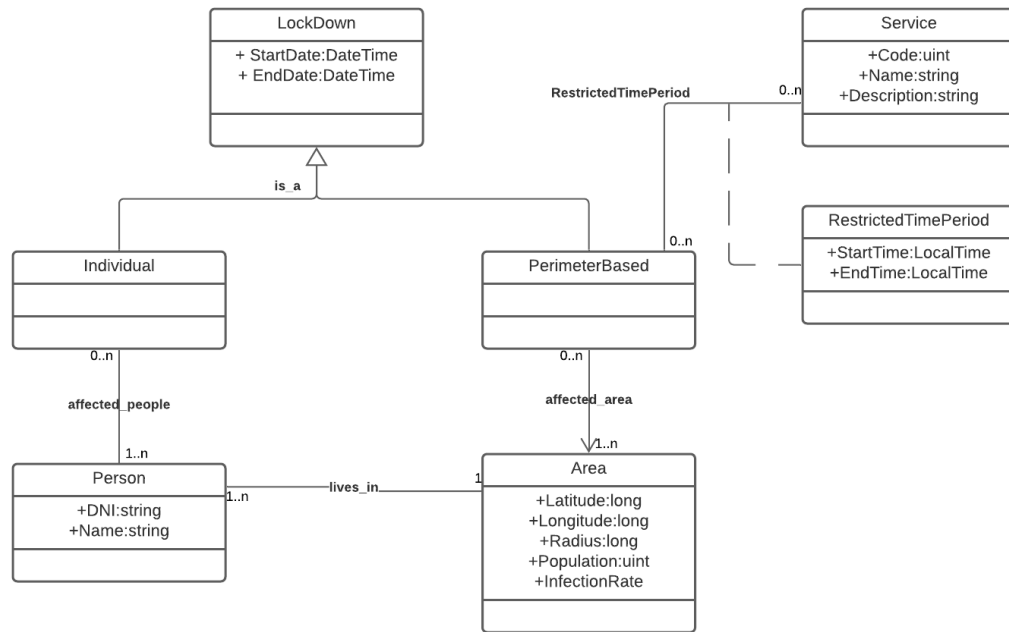 LockDown
+ StartDate:DateTime
+ EndDate:DateTime
Service
+Code:uint
+Name:string
+Description:string
RestrictedTimePeriod
0..n
is_a
RestrictedTimePeriod
+StartTime:LocalTime
+EndTime:LocalTime
0..n
Individual
PerimeterBased
0..n
0..n
affected_people
affected_area
1..n
1..n
Person
+DNI:string
+Name:string
1..n
lives_in
1
Area
+Latitude:long
+Longitude:long
+Radius:long
+Population:uint
+InfectionRate